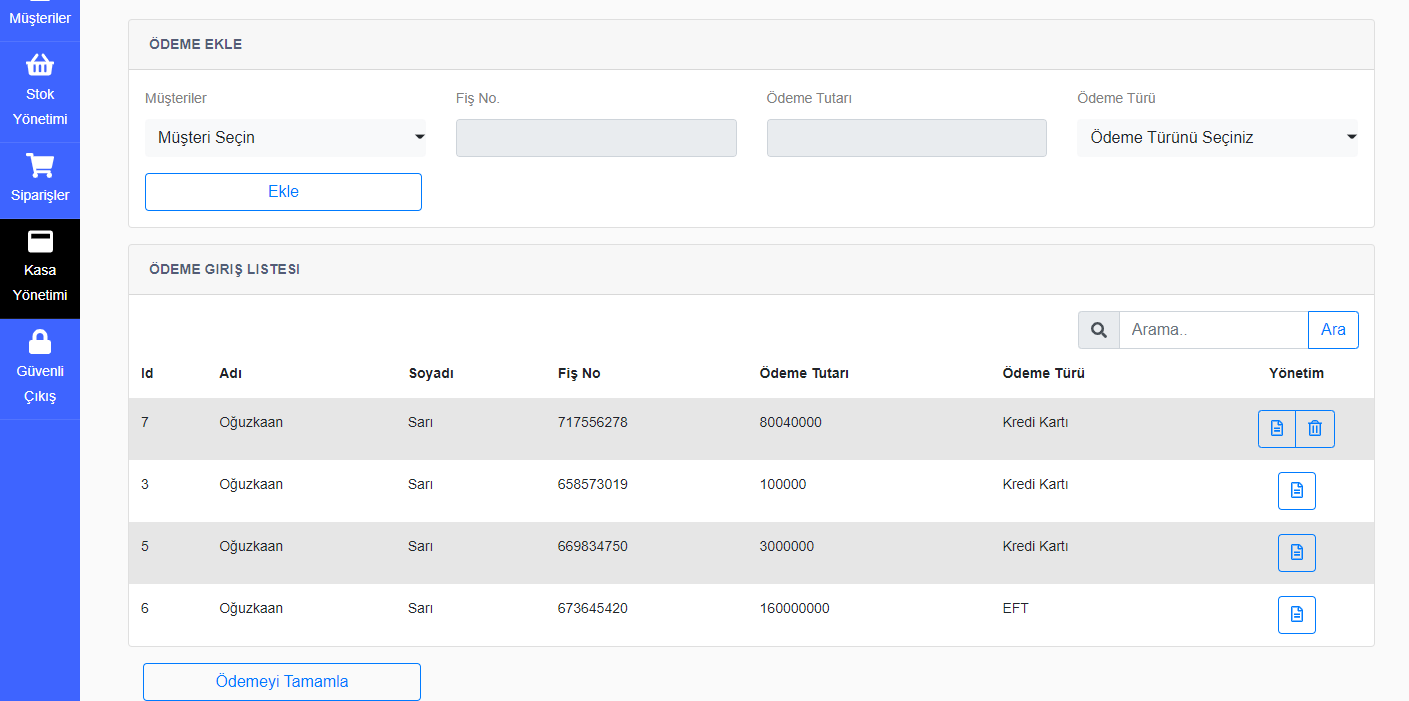 Müşteriler
Stok
Yönetimi
Siparişler
Kasa
Yönetimi
Güvenli
Çıkış
ÖDEME EKLE
Müşteriler Fiş No. Ödeme Tutarı Ödeme Türü
Müşteri Seçin Ödeme Türünü Seçiniz
Ekle
ÖDEME GIRIŞ LISTESI
Arama.. Ara
Id Adı Soyadı Fiş No Ödeme Tutarı Ödeme Türü Yönetim
7 Oğuzkaan Sarı 717556278 80040000 Kredi Kartı
3 Oğuzkaan Sarı 658573019 100000 Kredi Kartı
5 Oğuzkaan Sarı 669834750 3000000 Kredi Kartı
6 Oğuzkaan Sarı 673645420 160000000 EFT
Ödemeyi Tamamla